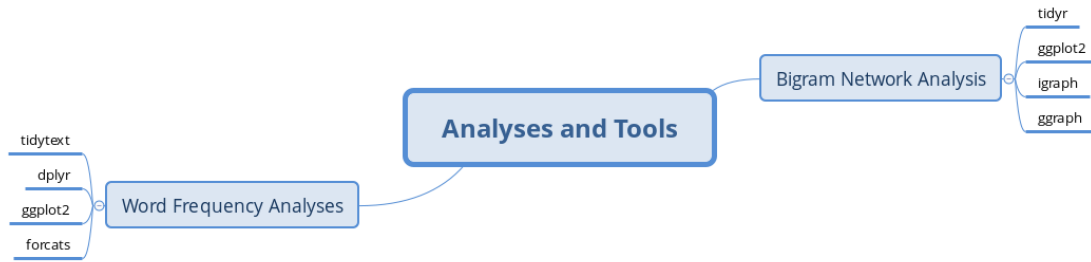 Analyses and Tools
Bigram Network Analysis
tidyr
ggplot2
igraph
ggraph
Word Frequency Analyses
tidytext
dplyr
ggplot2
forcats